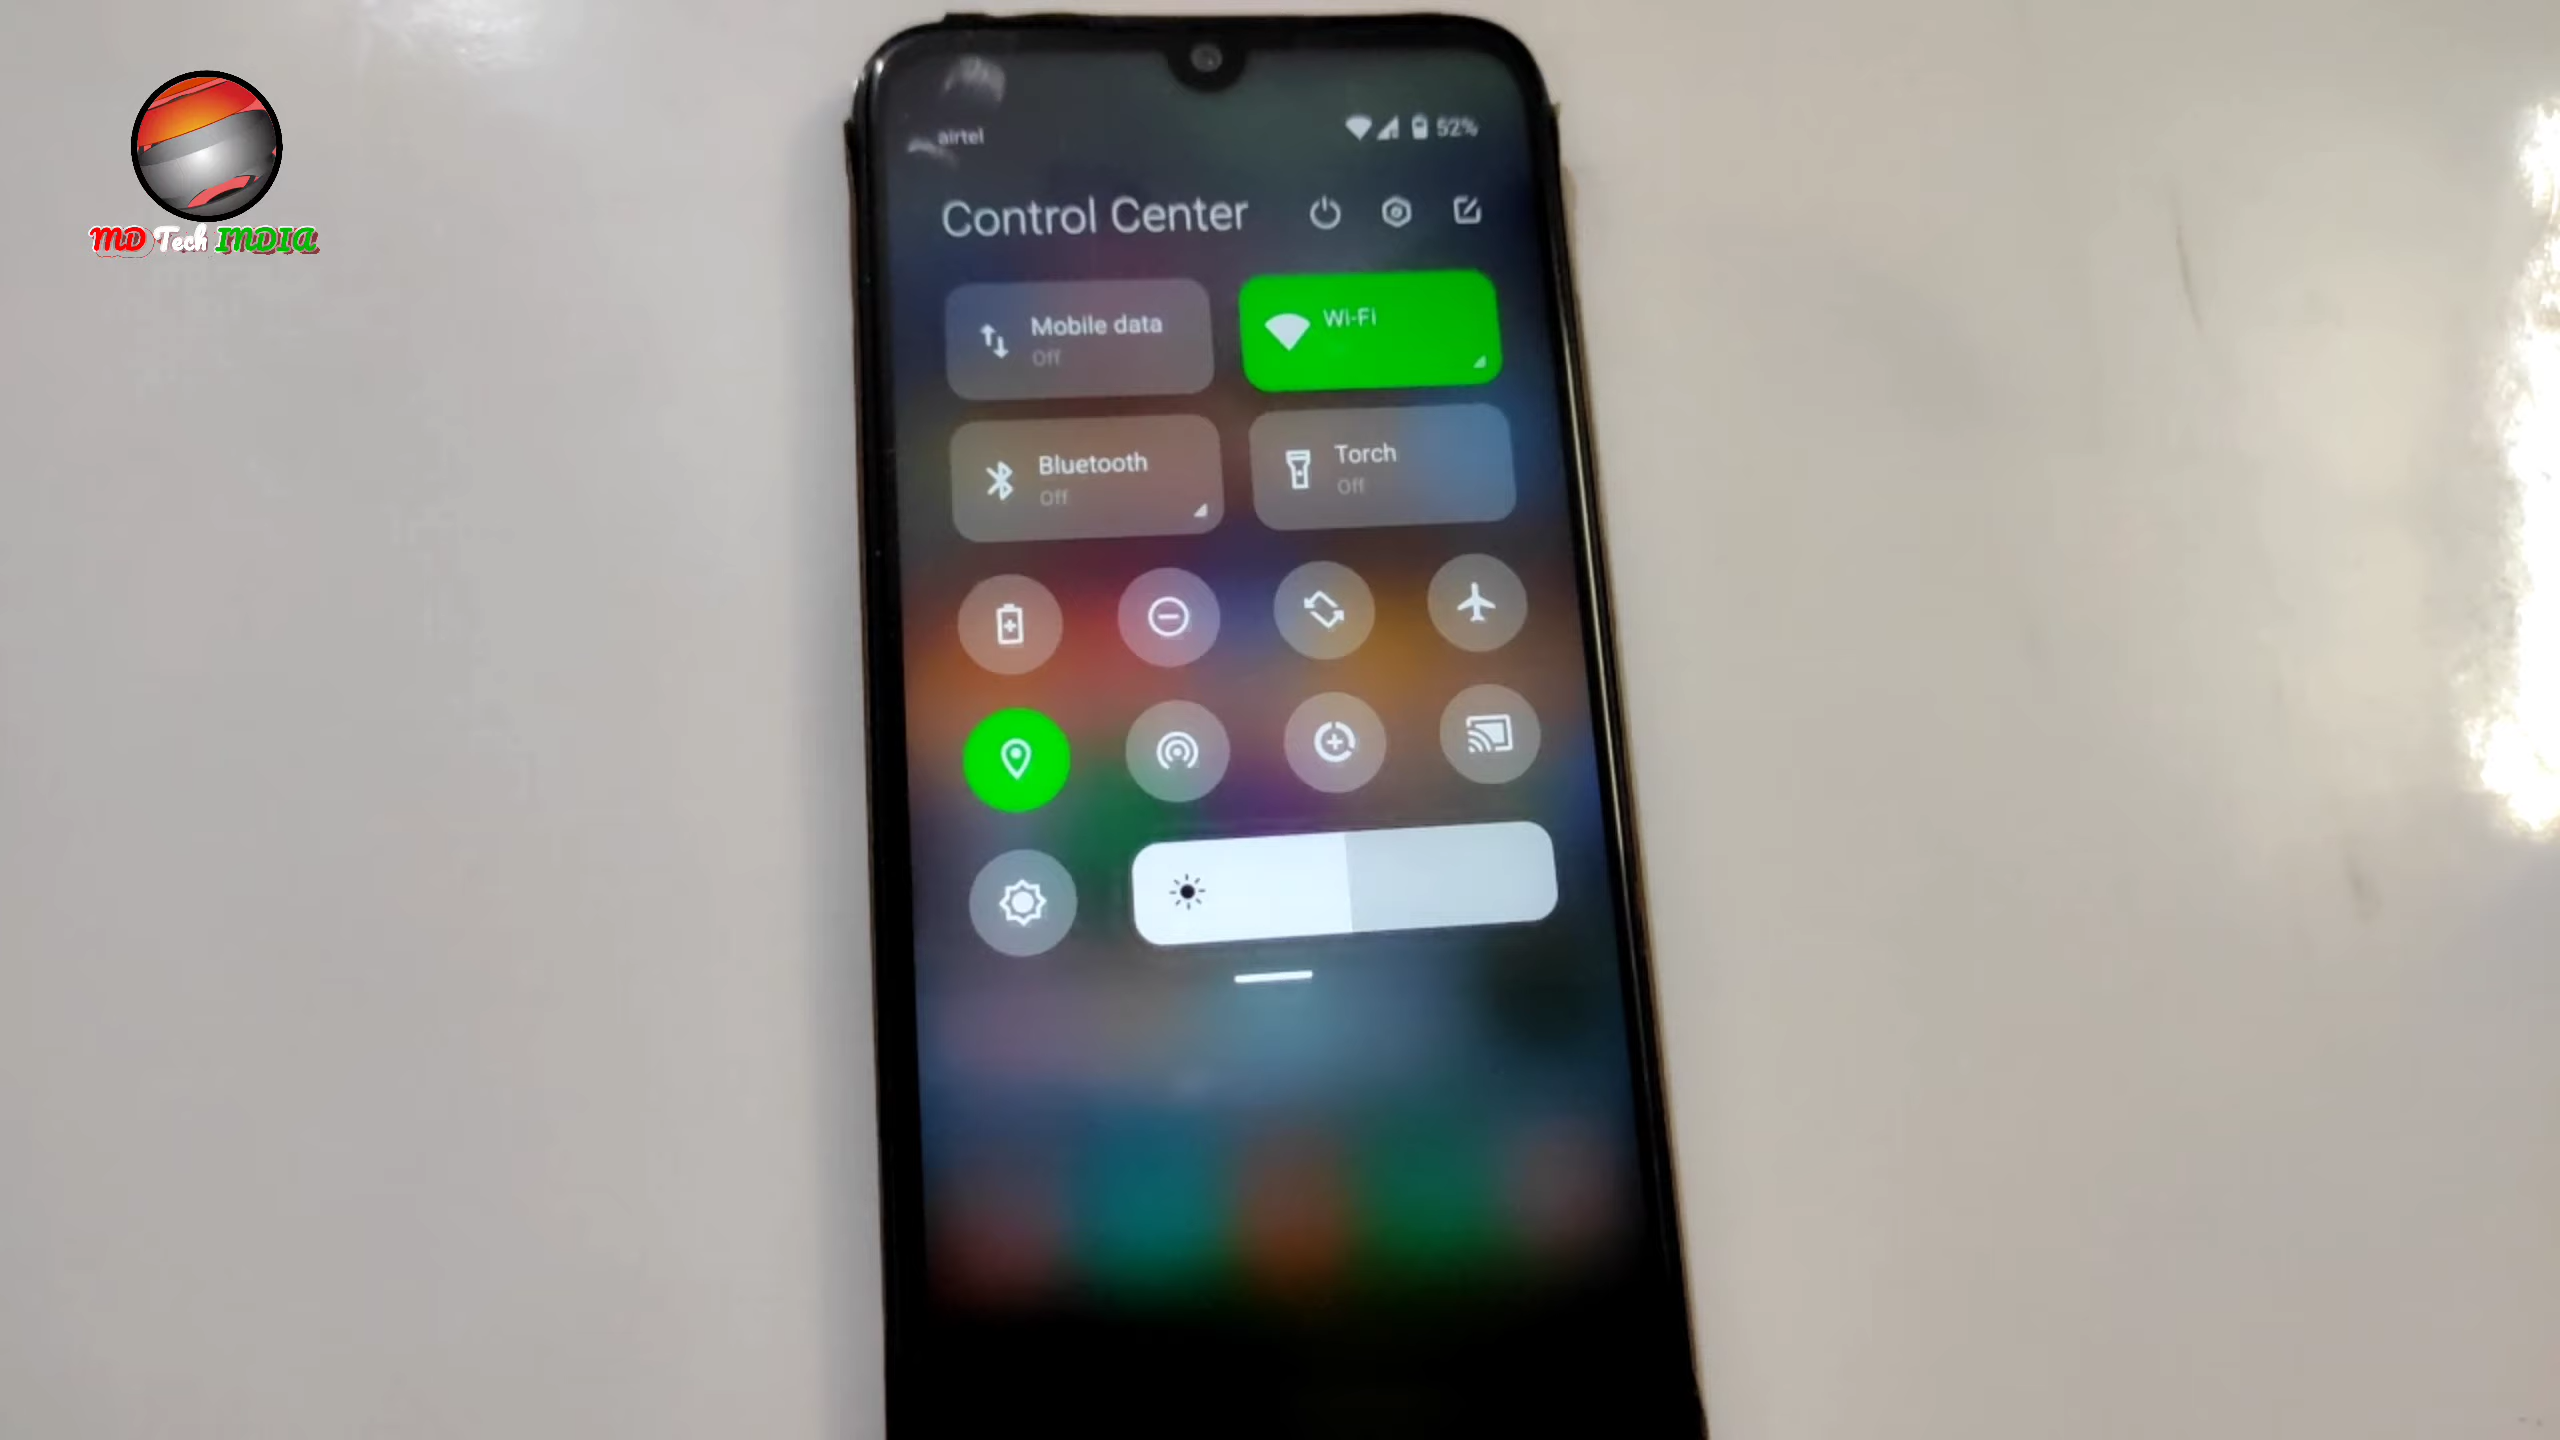 MD Tech INDIA
airtel
52%
Control Center
Mobile data
Off
Wi-Fi
Bluetooth
Off
Torch
Off